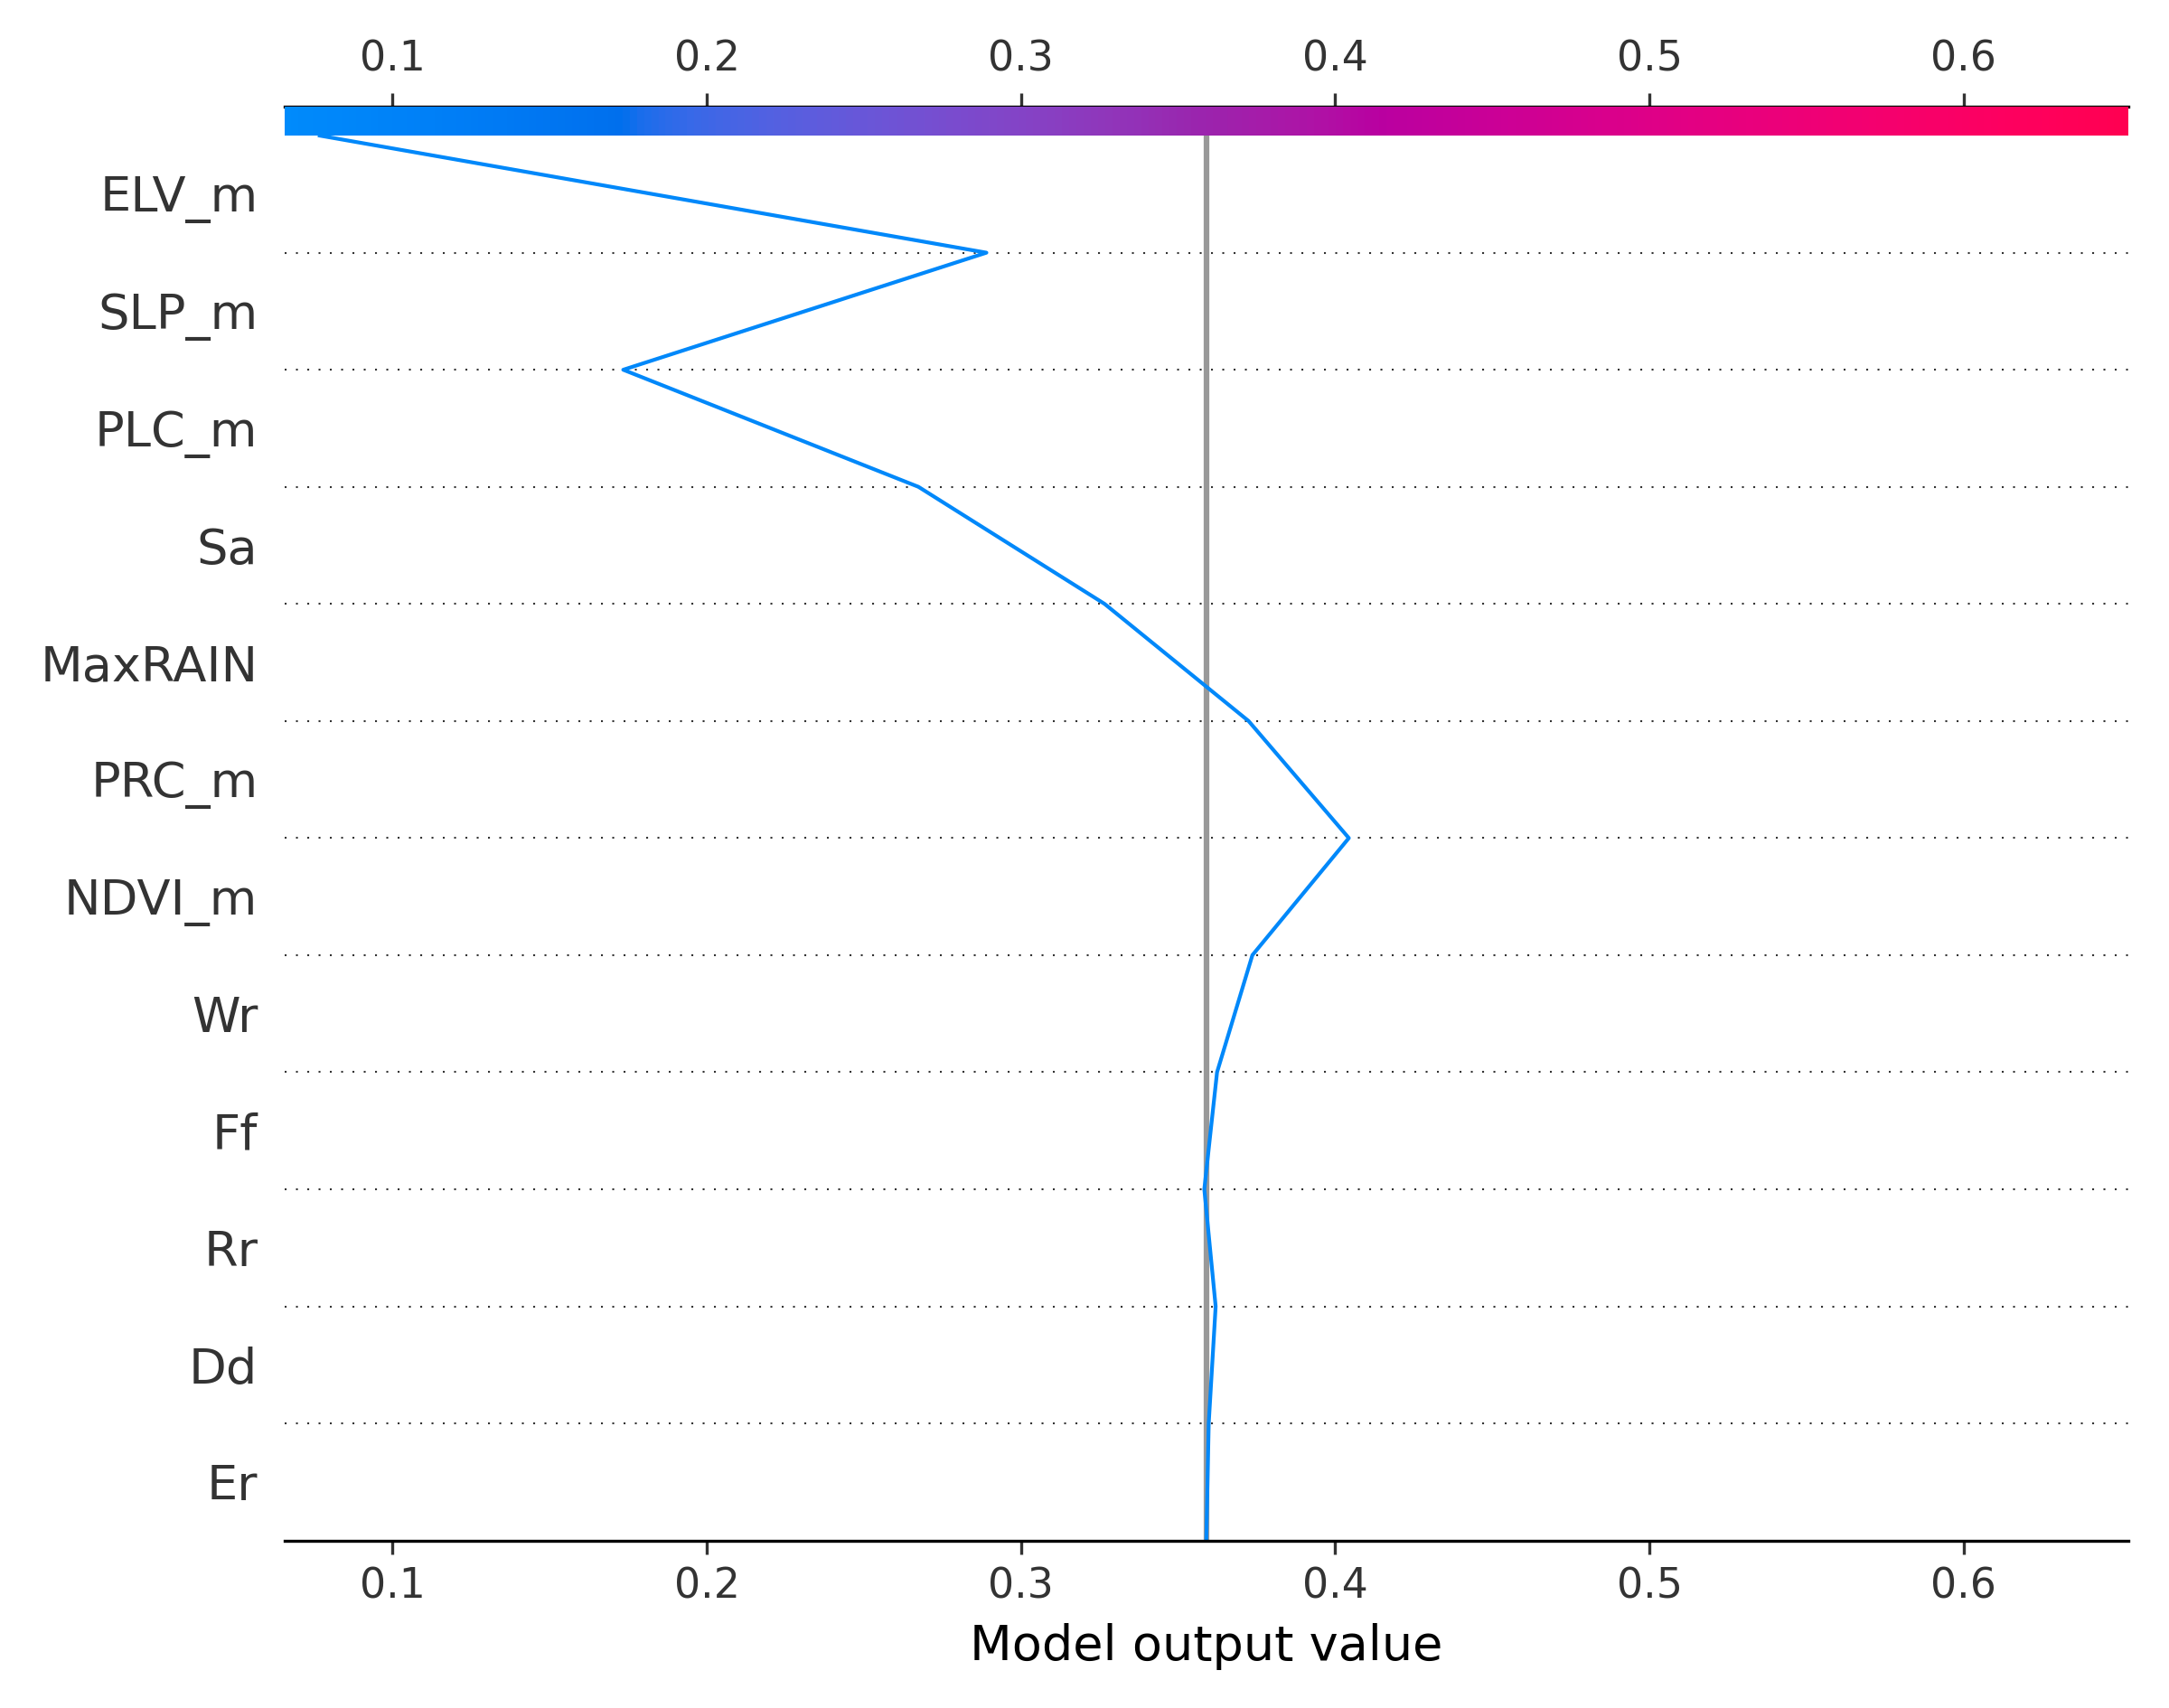 0.1 0.2 0.3 0.4 0.5 0.6
ELV_m
SLP_m
PLC_m
Sa
MaxRAIN
PRC_m
NDVI_m
Wr
Ff
Rr
Dd
Er
0.1 0.2 0.3 0.4 0.5 0.6
Model output value